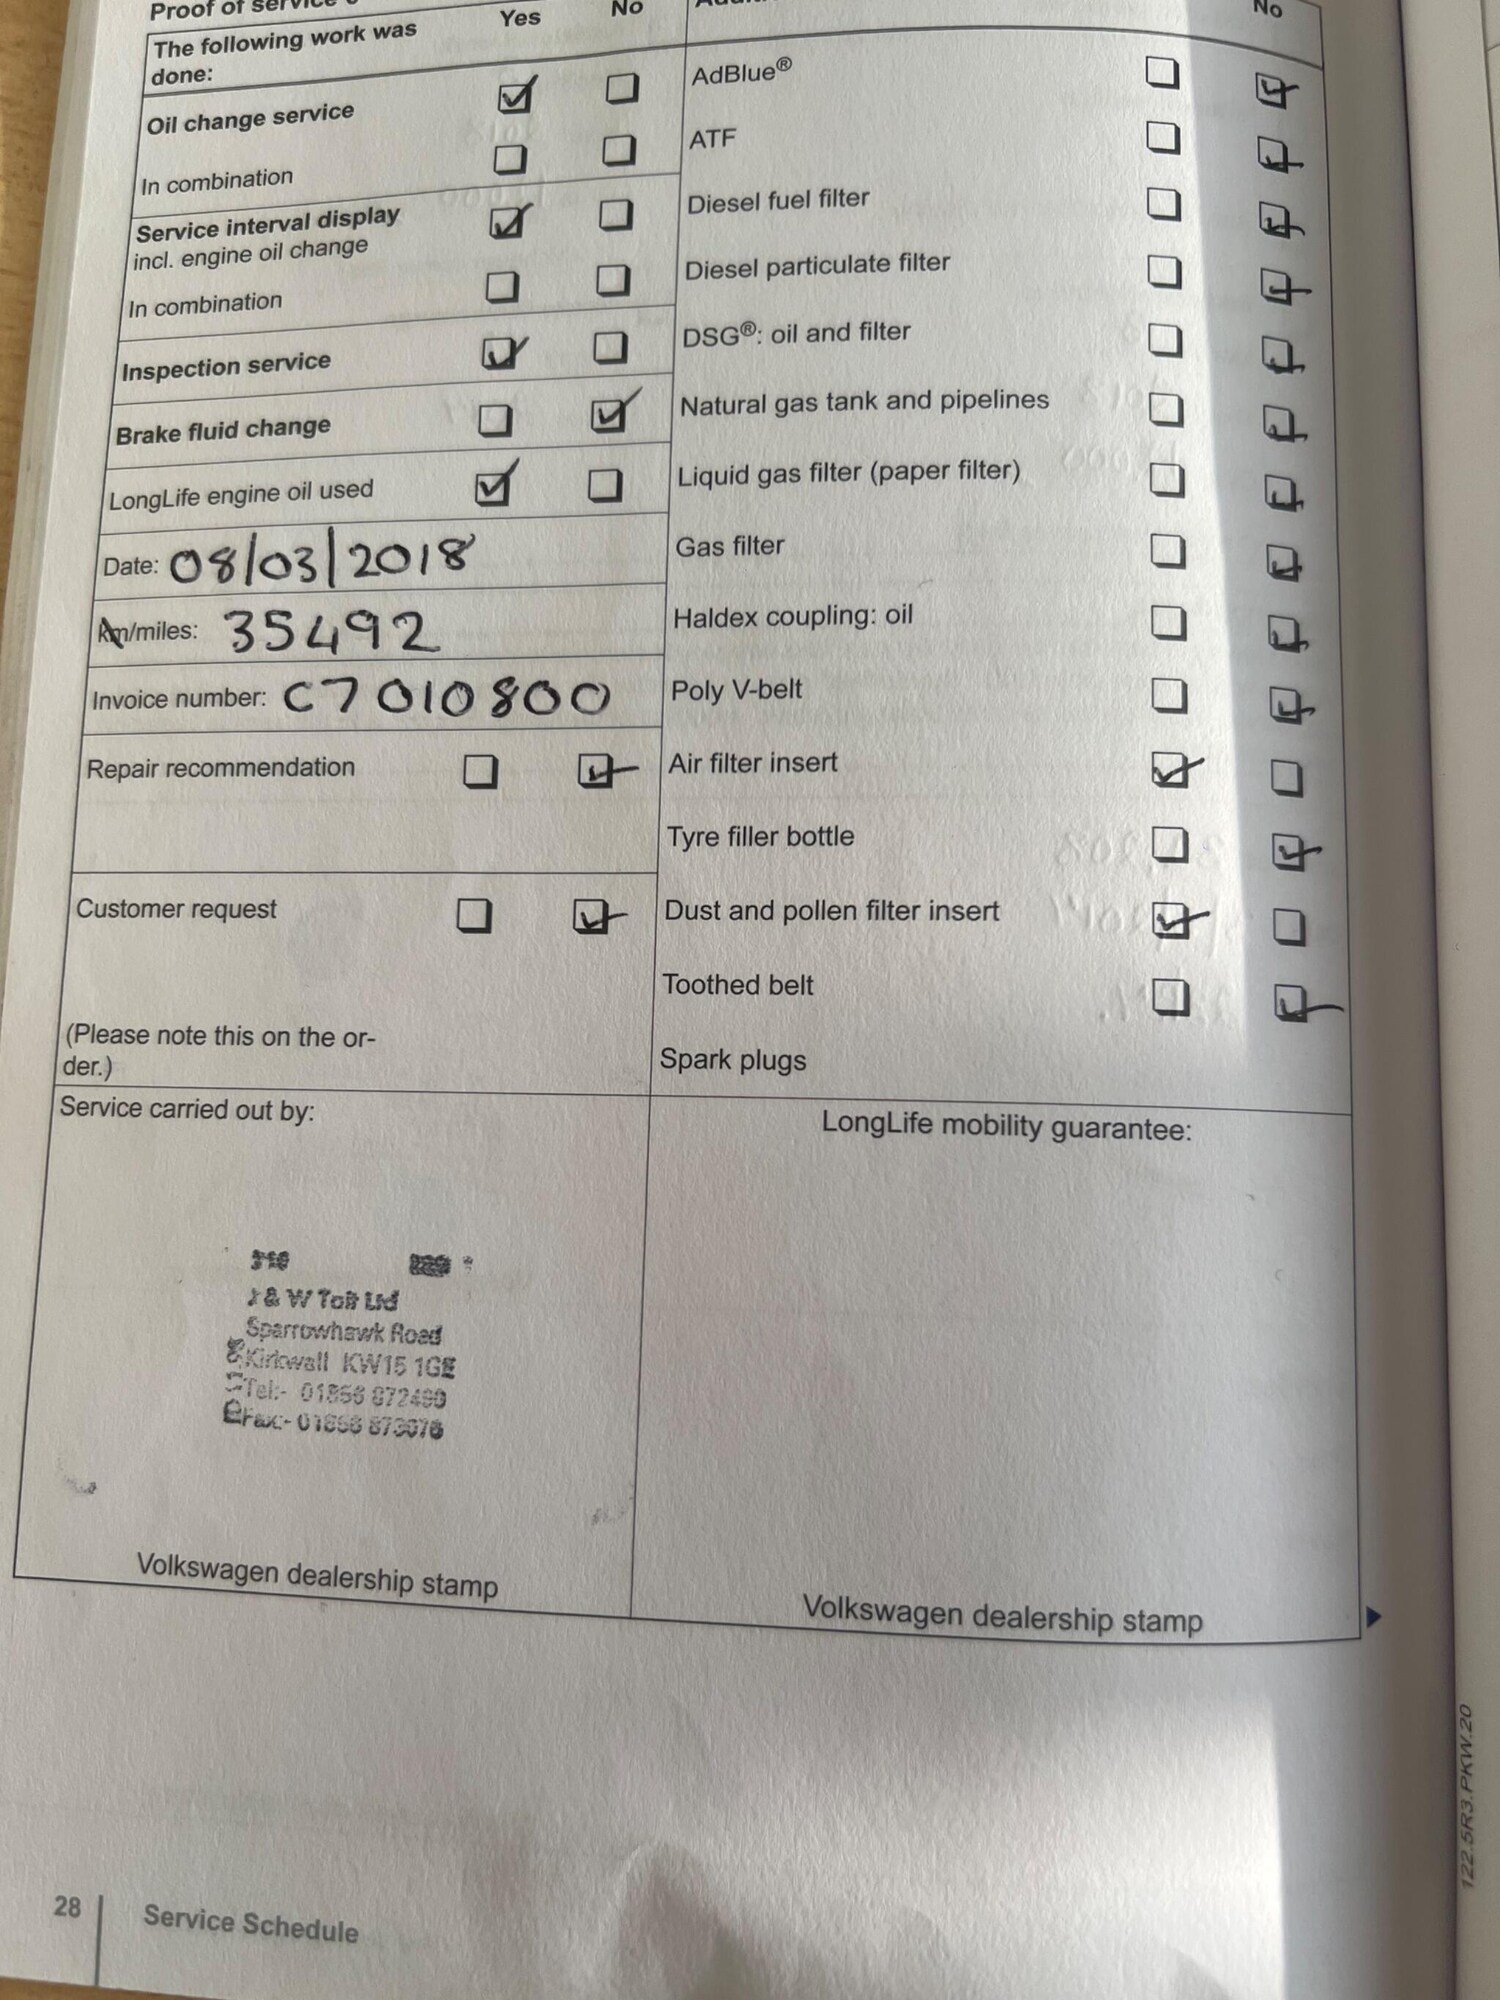 Proof of service
Yes
No
The following work was
done:
Oil change service
In combination
Service interval display
incl. engine oil change
In combination
Inspection service
Brake fluid change
LongLife engine oil used
Date: 08/03/2018
km/miles: 35492
Invoice number: C7010800
Repair recommendation
Customer request
(Please note this on the or-
der.)
No
AdBlue®
ATF
Diesel fuel filter
Diesel particulate filter
DSG®: oil and filter
Natural gas tank and pipelines
Liquid gas filter (paper filter)
Gas filter
Haldex coupling: oil
Poly V-belt
Air filter insert
Tyre filler bottle
Dust and pollen filter insert
Toothed belt
Spark plugs
Service carried out by:
& W Tait Ltd
Sparrowhawk Road
Kirkwall KW15 1GE
Tel:- 01856 872490
Fax:- 01856
Volkswagen dealership stamp
LongLife mobility guarantee:
Volkswagen dealership stamp
28
Service Schedule
122.5R3.PKW.20